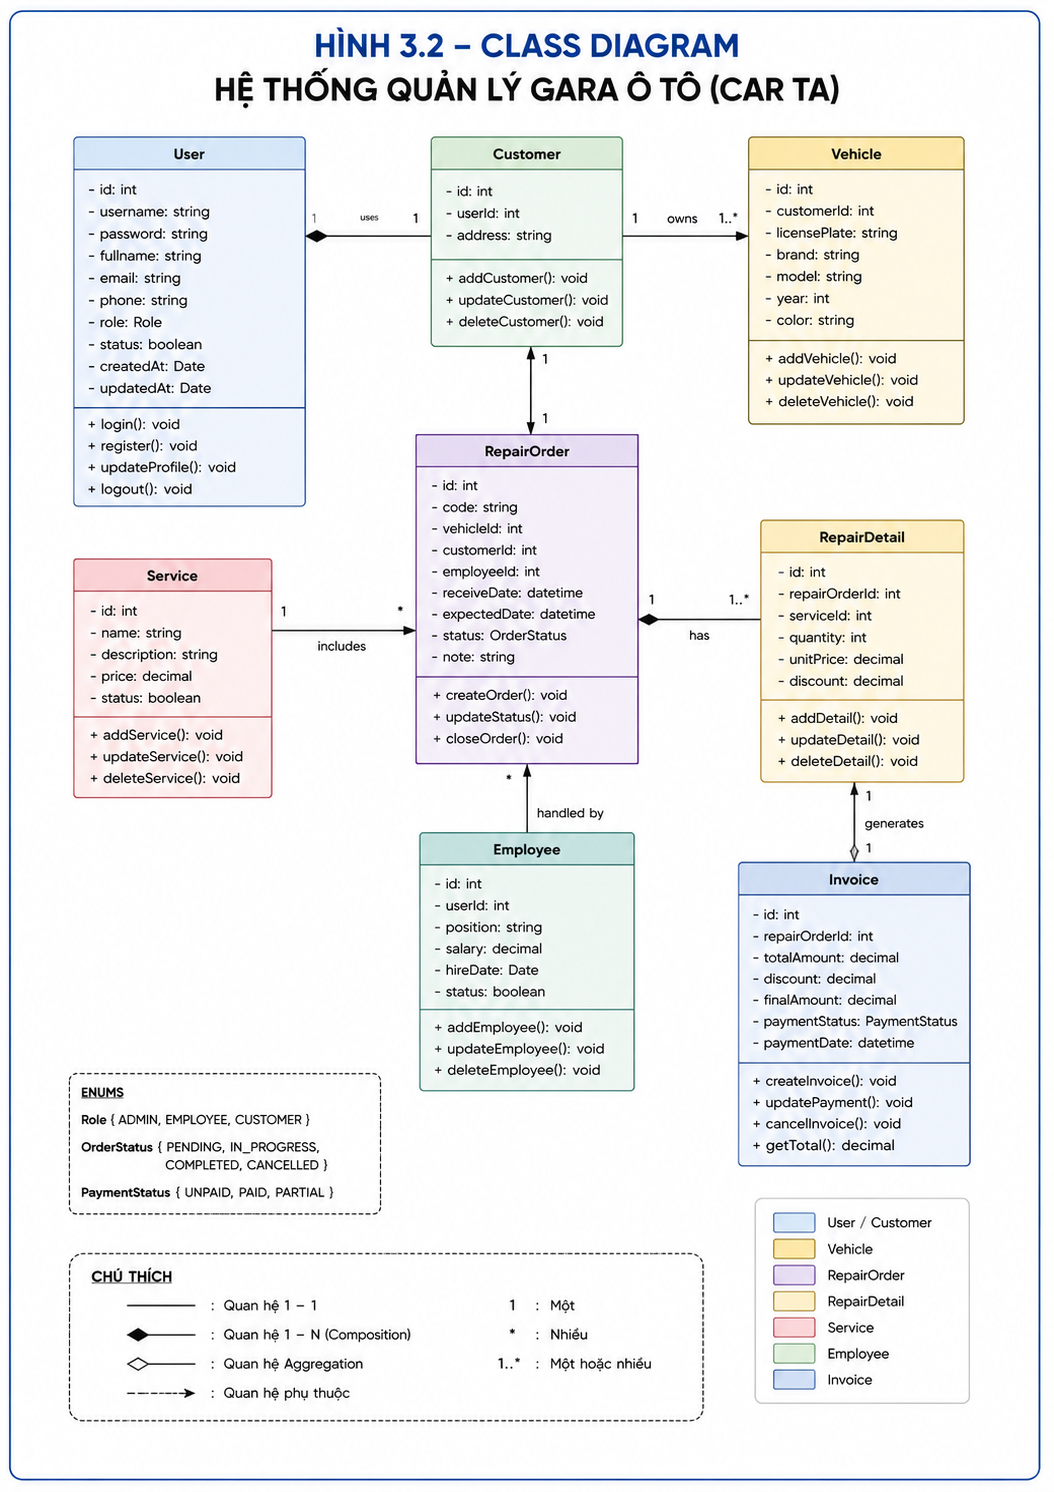 HÌNH 3.2 – CLASS DIAGRAM
HỆ THỐNG QUẢN LÝ GARA Ô TÔ (CAR TA)
User
- id: int
- username: string
- password: string
- fullname: string
- email: string
- phone: string
- role: Role
- status: boolean
- createdAt: Date
- updatedAt: Date
+ login(): void
+ register(): void
+ updateProfile(): void
+ logout(): void
1 uses 1
Customer
- id: int
- userId: int
- address: string
+ addCustomer(): void
+ updateCustomer(): void
+ deleteCustomer(): void
1 owns 1..*
Vehicle
- id: int
- customerId: int
- licensePlate: string
- brand: string
- model: string
- year: int
- color: string
+ addVehicle(): void
+ updateVehicle(): void
+ deleteVehicle(): void
1
1
RepairOrder
- id: int
- code: string
- vehicleId: int
- customerId: int
- employeeId: int
- receiveDate: datetime
- expectedDate: datetime
- status: OrderStatus
- note: string
+ createOrder(): void
+ updateStatus(): void
+ closeOrder(): void
Service
- id: int
- name: string
- description: string
- price: decimal
- status: boolean
+ addService(): void
+ updateService(): void
+ deleteService(): void
1 *
includes
1 1..*
has
RepairDetail
- id: int
- repairOrderId: int
- serviceId: int
- quantity: int
- unitPrice: decimal
- discount: decimal
+ addDetail(): void
+ updateDetail(): void
+ deleteDetail(): void
*
handled by
Employee
- id: int
- userId: int
- position: string
- salary: decimal
- hireDate: Date
- status: boolean
+ addEmployee(): void
+ updateEmployee(): void
+ deleteEmployee(): void
1
generates
1
Invoice
- id: int
- repairOrderId: int
- totalAmount: decimal
- discount: decimal
- finalAmount: decimal
- paymentStatus: PaymentStatus
- paymentDate: datetime
+ createInvoice(): void
+ updatePayment(): void
+ cancelInvoice(): void
+ getTotal(): decimal
ENUMS
Role { ADMIN, EMPLOYEE, CUSTOMER }
OrderStatus { PENDING, IN_PROGRESS,
COMPLETED, CANCELLED }
PaymentStatus { UNPAID, PAID, PARTIAL }
CHÚ THÍCH
: Quan hệ 1 – 1
: Quan hệ 1 – N (Composition)
: Quan hệ Aggregation
: Quan hệ phụ thuộc
1 : Một
* : Nhiều
1..* : Một hoặc nhiều
User / Customer
Vehicle
RepairOrder
RepairDetail
Service
Employee
Invoice